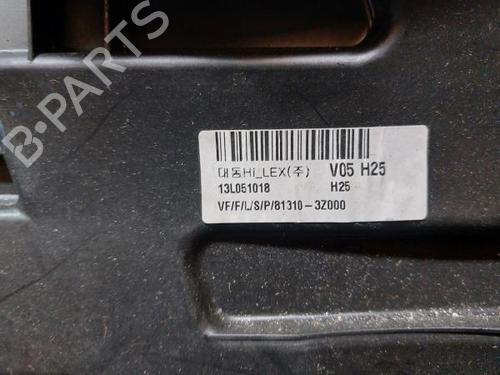 B-PARTS
대동Hi_LEX(주) V05 H25
13L051018 H25
VF/F/L/S/P/81310-3Z000